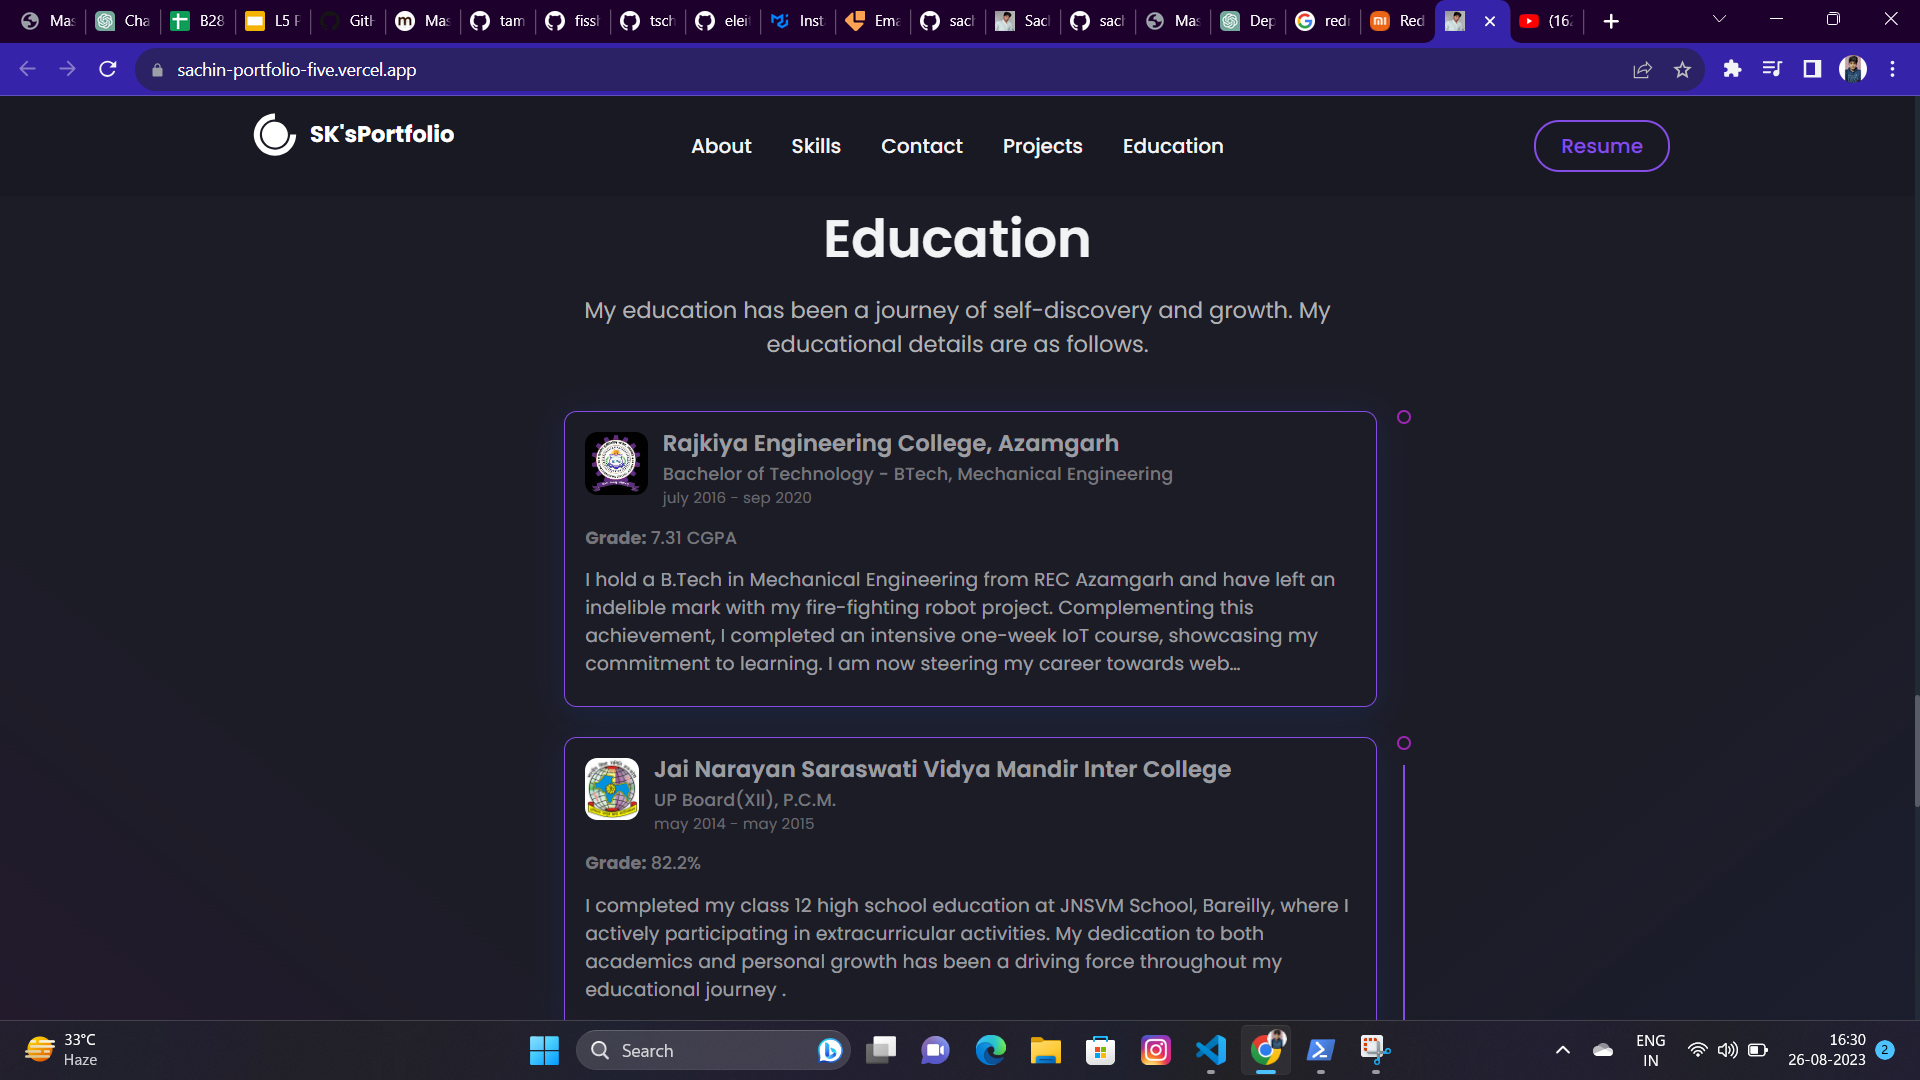 Mas
Cha
B28
L5 F
Gith
Mas
tam
fissl
tsch
elei
Inst
Ema
sach
Sac
sach
Mas
Dep
redr
Red
(162
sachin-portfolio-five.vercel.app
SK'sPortfolio
About
Skills
Contact
Projects
Education
Resume
Education
My education has been a journey of self-discovery and growth. My
educational details are as follows.
Rajkiya Engineering College, Azamgarh
Bachelor of Technology - BTech, Mechanical Engineering
july 2016 - sep 2020
Grade: 7.31 CGPA
I hold a B.Tech in Mechanical Engineering from REC Azamgarh and have left an
indelible mark with my fire-fighting robot project. Complementing this
achievement, I completed an intensive one-week IoT course, showcasing my
commitment to learning. I am now steering my career towards web...
Jai Narayan Saraswati Vidya Mandir Inter College
UP Board(XII), P.C.M.
may 2014 - may 2015
Grade: 82.2%
I completed my class 12 high school education at JNSVM School, Bareilly, where I
actively participating in extracurricular activities. My dedication to both
academics and personal growth has been a driving force throughout my
educational journey .
33°C
Haze
Search
ENG
IN
16:30
26-08-2023
2